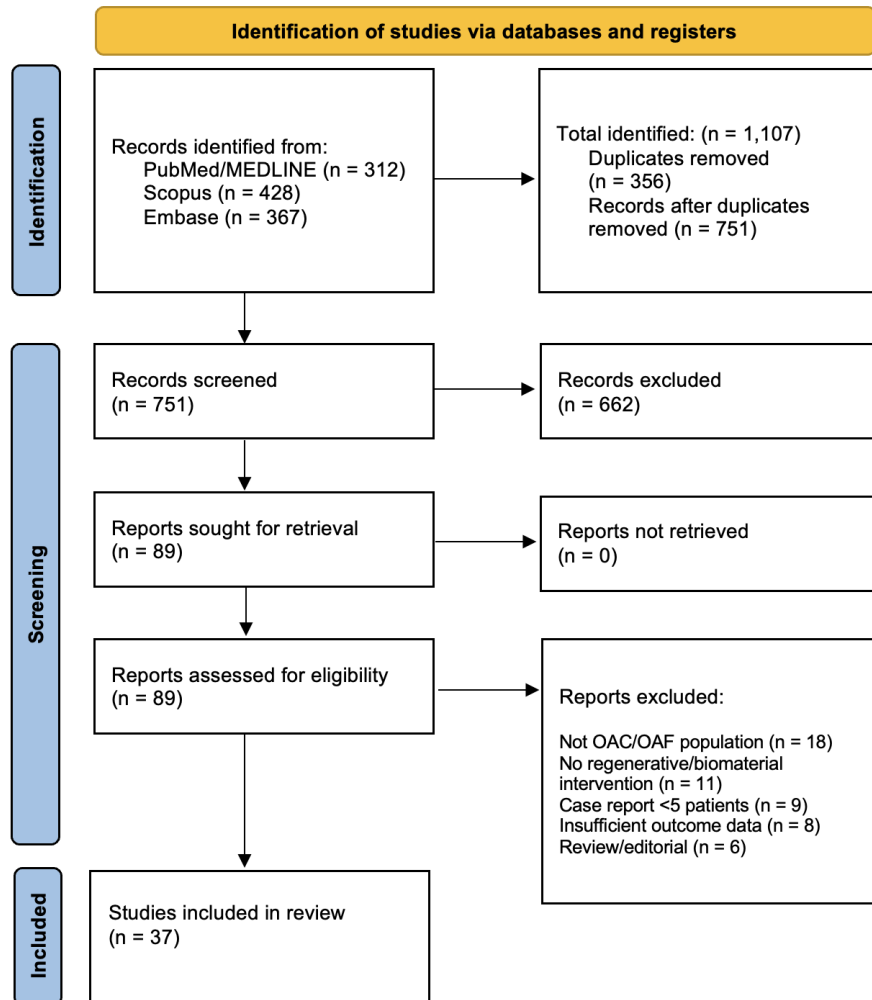 Identification of studies via databases and registers
Identification
Records identified from:
PubMed/MEDLINE (n = 312)
Scopus (n = 428)
Embase (n = 367)
Total identified: (n = 1,107)
Duplicates removed
(n = 356)
Records after duplicates
removed (n = 751)
Screening
Records screened
(n = 751)
Records excluded
(n = 662)
Reports sought for retrieval
(n = 89)
Reports not retrieved
(n = 0)
Reports assessed for eligibility
(n = 89)
Reports excluded:
Not OAC/OAF population (n = 18)
No regenerative/biomaterial
intervention (n = 11)
Case report <5 patients (n = 9)
Insufficient outcome data (n = 8)
Review/editorial (n = 6)
Included
Studies included in review
(n = 37)